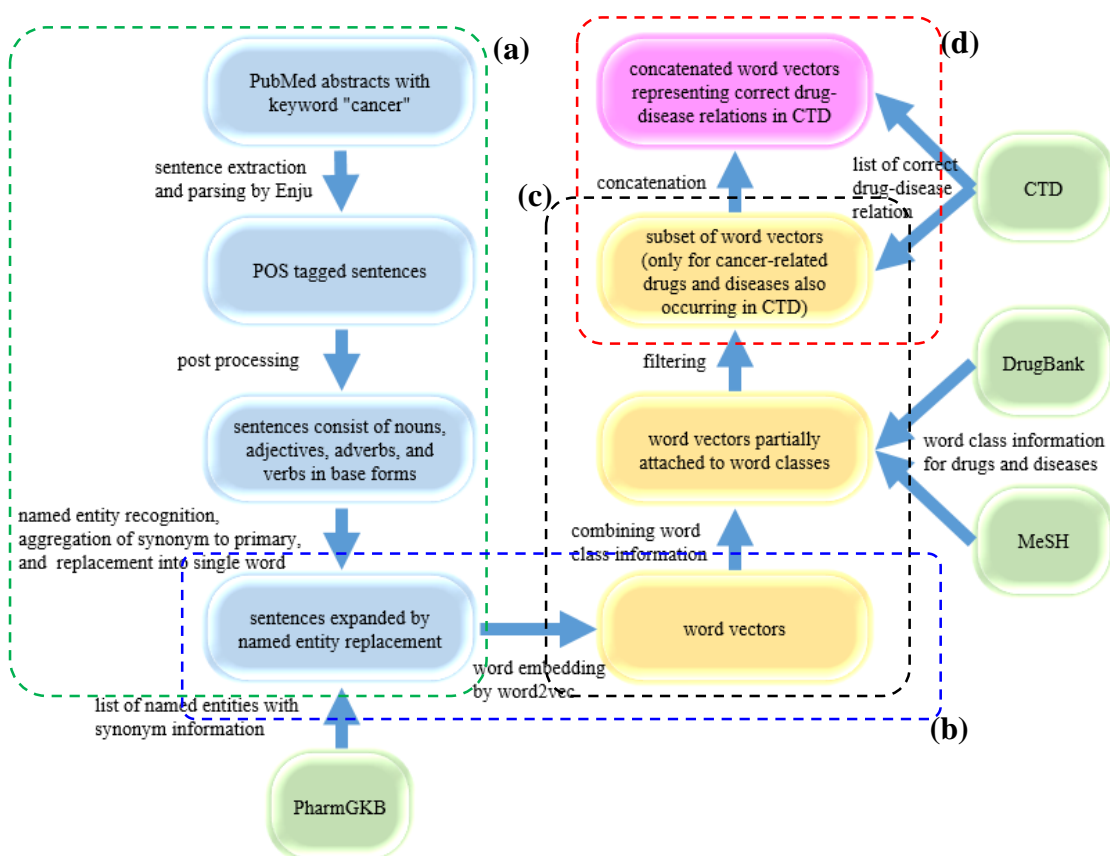 (a)
PubMed abstracts with
keyword "cancer"
sentence extraction
and parsing by Enju
POS tagged sentences
post processing
sentences consist of nouns,
adjectives, adverbs, and
verbs in base forms
named entity recognition,
aggregation of synonym to primary,
and replacement into single word
sentences expanded by
named entity replacement
list of named entities with
synonym information
PharmGKB
word embedding
by word2vec
(b)
word vectors
combining word
class information
word vectors partially
attached to word classes
word class information
for drugs and diseases
DrugBank
MeSH
filtering
(c)
subset of word vectors
(only for cancer-related
drugs and diseases also
occurring in CTD)
concatenation
list of correct
drug-disease
relation
CTD
(d)
concatenated word vectors
representing correct drug-
disease relations in CTD